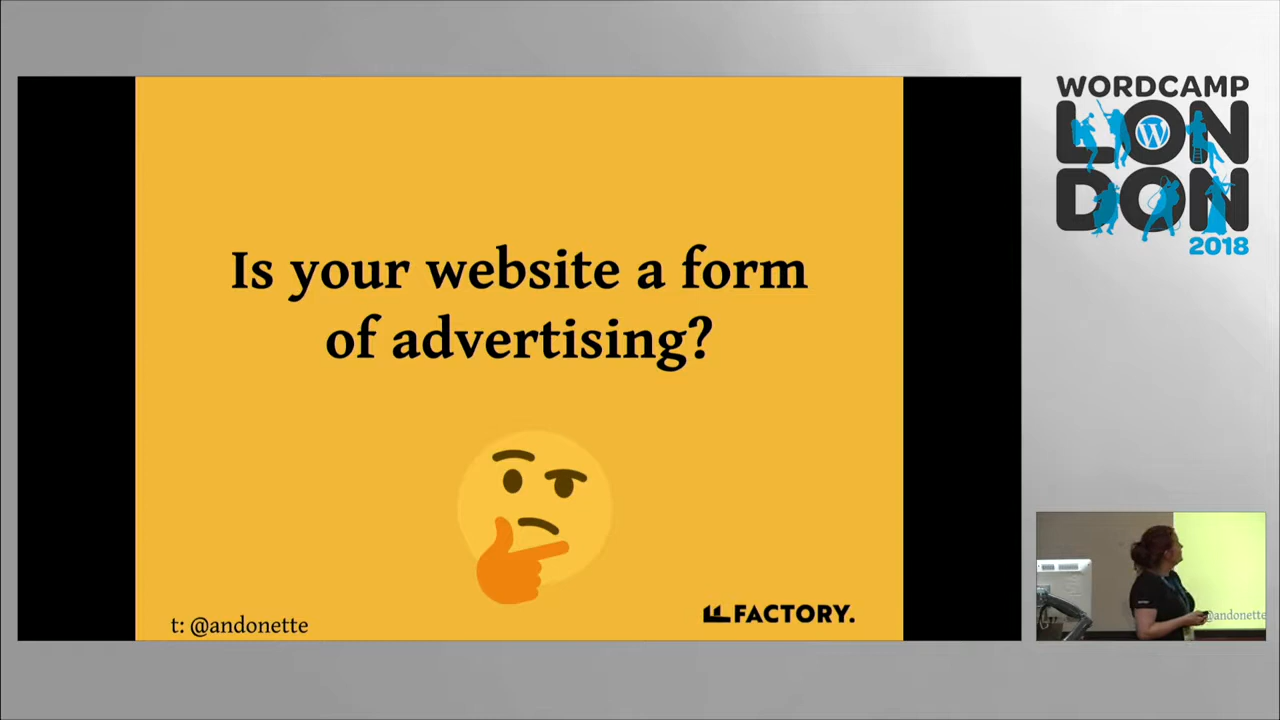 Is your website a form
of advertising?
t: @andonette
FACTORY.
WORDCAMP
LON
DON
2018
@andonette